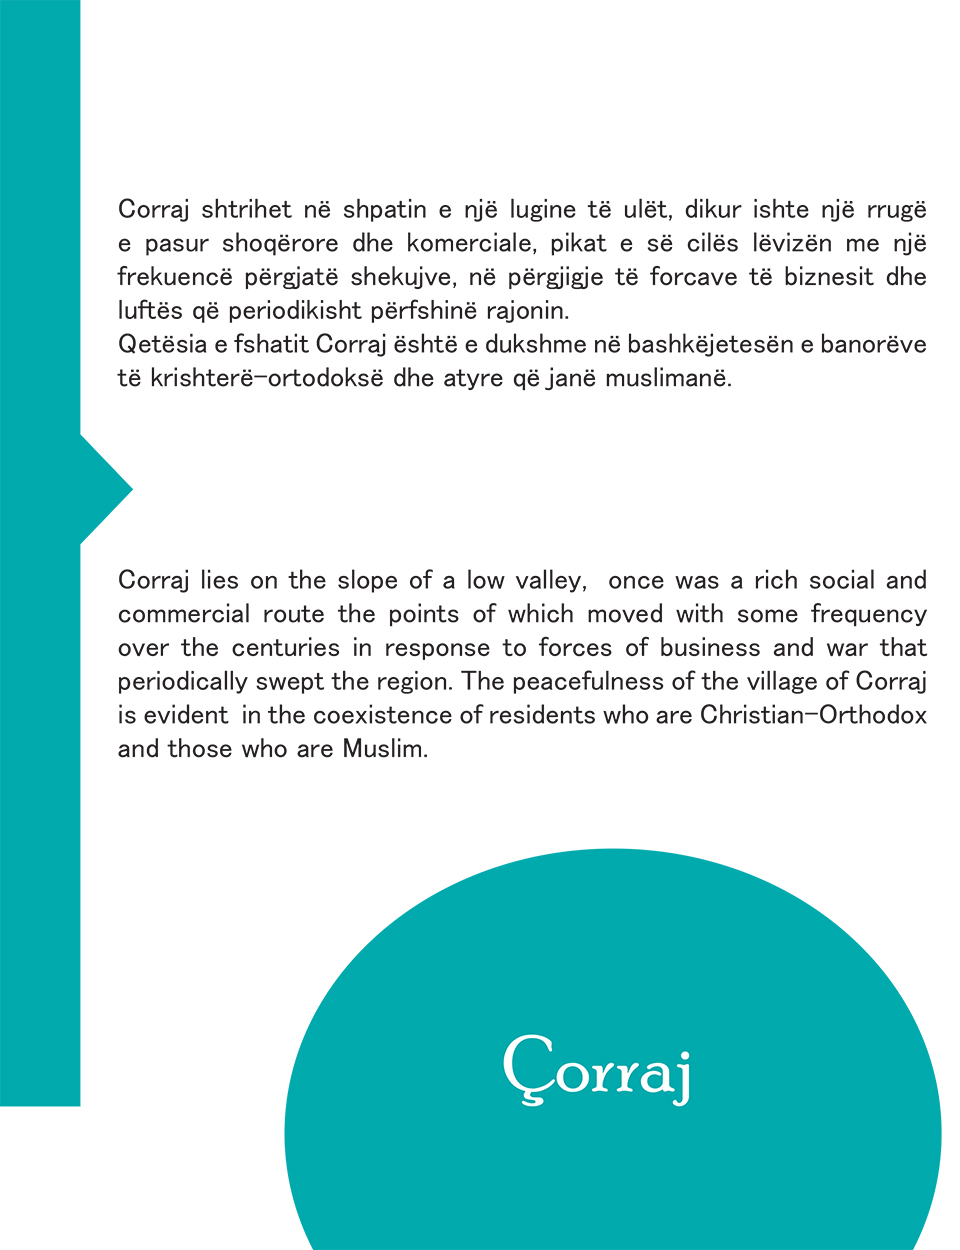 Corraj shtrihet në shpatin e një lugine të ulët, dikur ishte një rrugë
e pasur shoqërore dhe komerciale, pikat e së cilës lëvizën me një
frekuencë përgjatë shekujve, në përgjigje të forcave të biznesit dhe
luftës që periodikisht përfshinë rajonin.
Qetësia e fshatit Corraj është e dukshme në bashkëjetesën e banorëve
të krishterë-ortodoksë dhe atyre që janë muslimanë.
Corraj lies on the slope of a low valley,  once was a rich social and
commercial route the points of which moved with some frequency
over the centuries in response to forces of business and war that
periodically swept the region. The peacefulness of the village of Corraj
is evident  in the coexistence of residents who are Christian-Orthodox
and those who are Muslim.
Çorraj